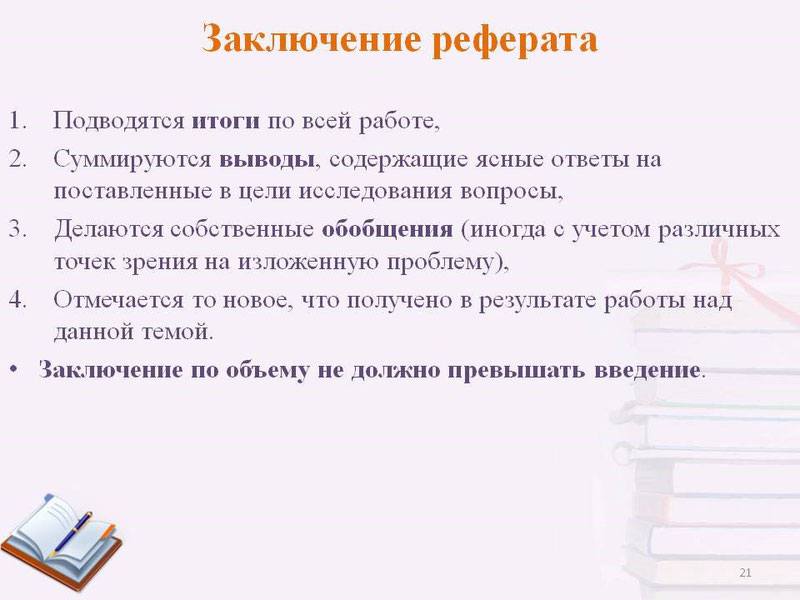 Заключение реферата
1. Подводятся итоги по всей работе,
2. Суммируются выводы, содержащие ясные ответы на
поставленные в цели исследования вопросы,
3. Делаются собственные обобщения (иногда с учетом различных
точек зрения на изложенную проблему),
4. Отмечается то новое, что получено в результате работы над
данной темой.
• Заключение по объему не должно превышать введение.
21